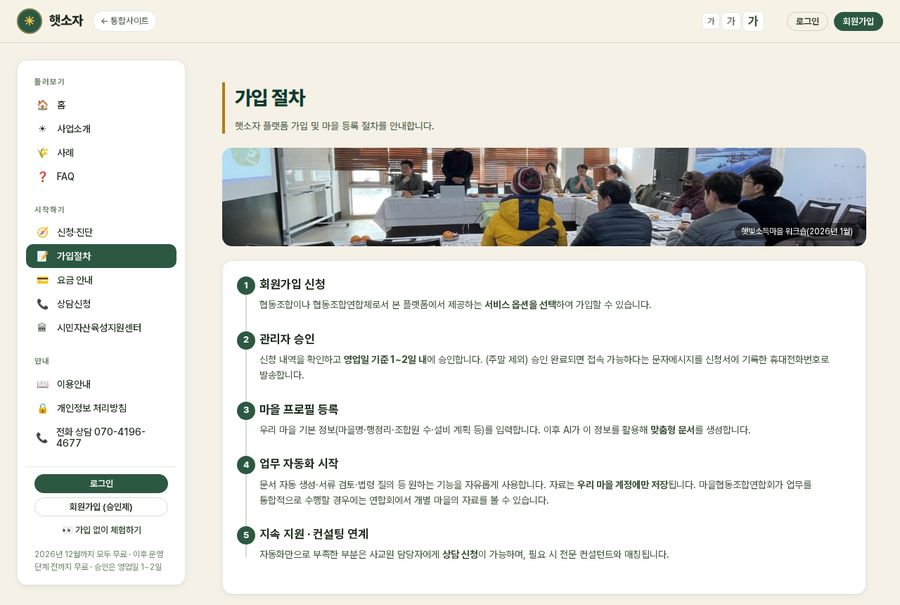 햇소자
← 통합사이트
가 가 가
로그인
회원가입
둘러보기
홈
사업소개
사례
FAQ
시작하기
신청·진단
가입절차
요금 안내
상담신청
시민자산육성지원센터
안내
이용안내
개인정보 처리방침
전화 상담 070-4196-
4677
로그인
회원가입 (승인제)
가입 없이 체험하기
2026년 12월까지 모두 무료 · 이후 운영
단계 전까지 무료 · 승인은 영업일 1~2일
가입 절차
햇소자 플랫폼 가입 및 마을 등록 절차를 안내합니다.
햇빛소득마을 워크숍(2026년 1월)
1 회원가입 신청
협동조합이나 협동조합연합체로서 본 플랫폼에서 제공하는 서비스 옵션을 선택하여 가입할 수 있습니다.
2 관리자 승인
신청 내역을 확인하고 영업일 기준 1~2일 내에 승인합니다. (주말 제외) 승인 완료되면 접속 가능하다는 문자메시지를 신청서에 기록한 휴대전화번호로
발송합니다.
3 마을 프로필 등록
우리 마을 기본 정보(마을명·행정리·조합원 수·설비 계획 등)를 입력합니다. 이후 AI가 이 정보를 활용해 맞춤형 문서를 생성합니다.
4 업무 자동화 시작
문서 자동 생성·서류 검토·법령 질의 등 원하는 기능을 자유롭게 사용합니다. 자료는 우리 마을 계정에만 저장됩니다. 마을협동조합연합회가 업무를
통합적으로 수행할 경우에는 연합회에서 개별 마을의 자료를 볼 수 있습니다.
5 지속 지원 · 컨설팅 연계
자동화만으로 부족한 부분은 사교원 담당자에게 상담 신청이 가능하며, 필요 시 전문 컨설턴트와 매칭됩니다.